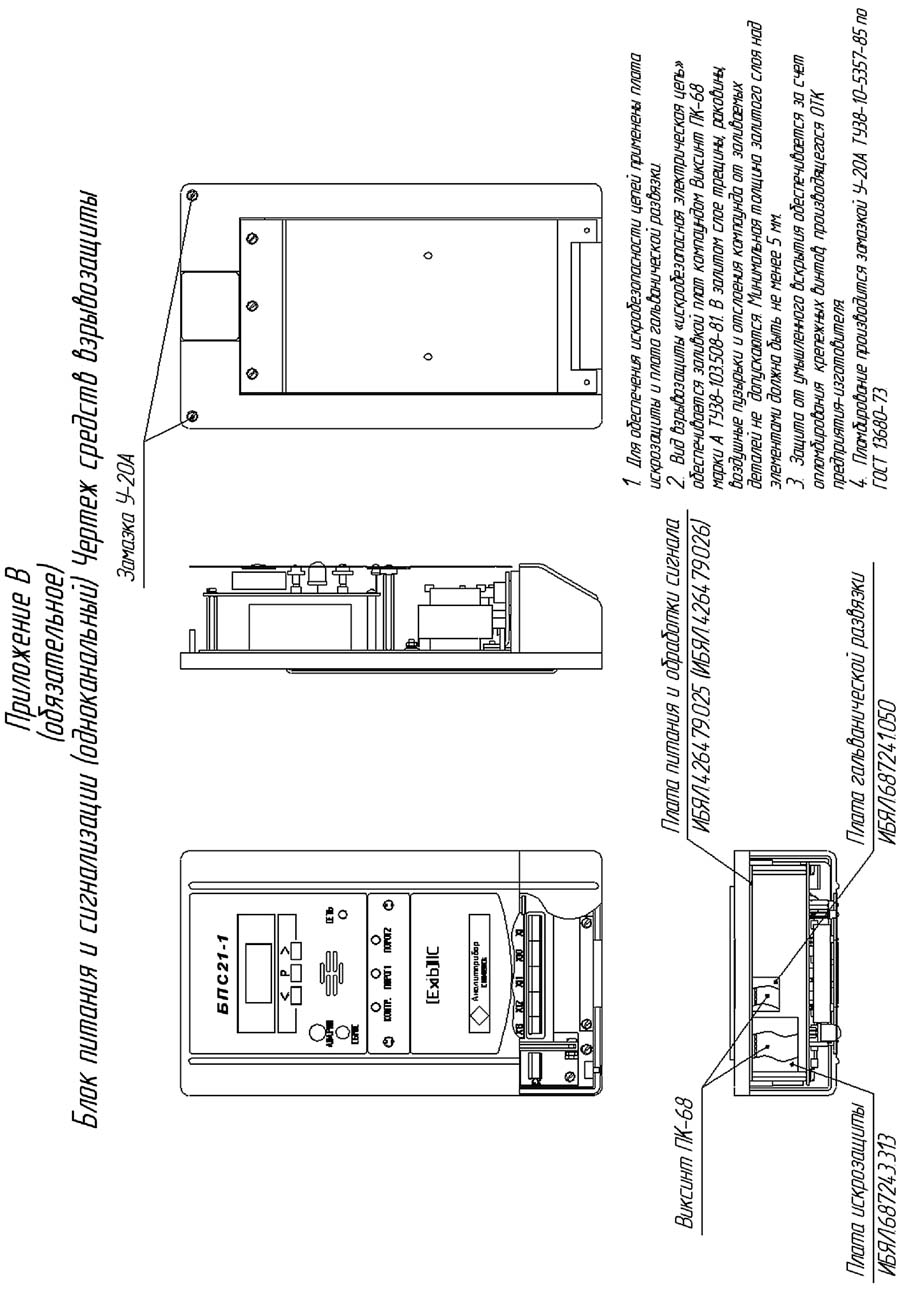 Приложение В
(обязательное)
Блок питания и сигнализации (одноканальный) Чертеж средств взрывозащиты
Замазка У-20А
БПС21-1
< P >
АВАРИЯ
СБРОС
СЕТЬ
КОНТР. ПОРОГ1 ПОРОГ2
[Exib]IIC
Аналитприбор
СМОЛЕНСК
X13 X12 X11 X10 X9
Виксинт ПК-68
Плата питания и обработки сигнала
ИБЯЛ.426479.025 (ИБЯЛ.426479.026)
Плата искрозащиты
ИБЯЛ.687243.313
Плата гальванической развязки
ИБЯЛ.687241.050
1. Для обеспечения искробезопасности цепей применены плата
искрозащиты и плата гальванической развязки.
2. Вид взрывозащиты «искробезопасная электрическая цепь»
обеспечивается заливкой плат компаундом Виксинт ПК-68
марки А ТУ38-103.508-81. В залитом слое трещины, раковины,
воздушные пузырьки и отслоения компаунда от заливаемых
деталей не допускаются. Минимальная толщина залитого слоя над
элементами должна быть не менее 5 мм.
3. Защита от умышленного вскрытия обеспечивается за счет
опломбирования крепежных винтов, производящегося ОТК
предприятия-изготовителя.
4. Пломбирование производится замазкой У-20А ТУ38-10-5357-85 по
ГОСТ 13680-73